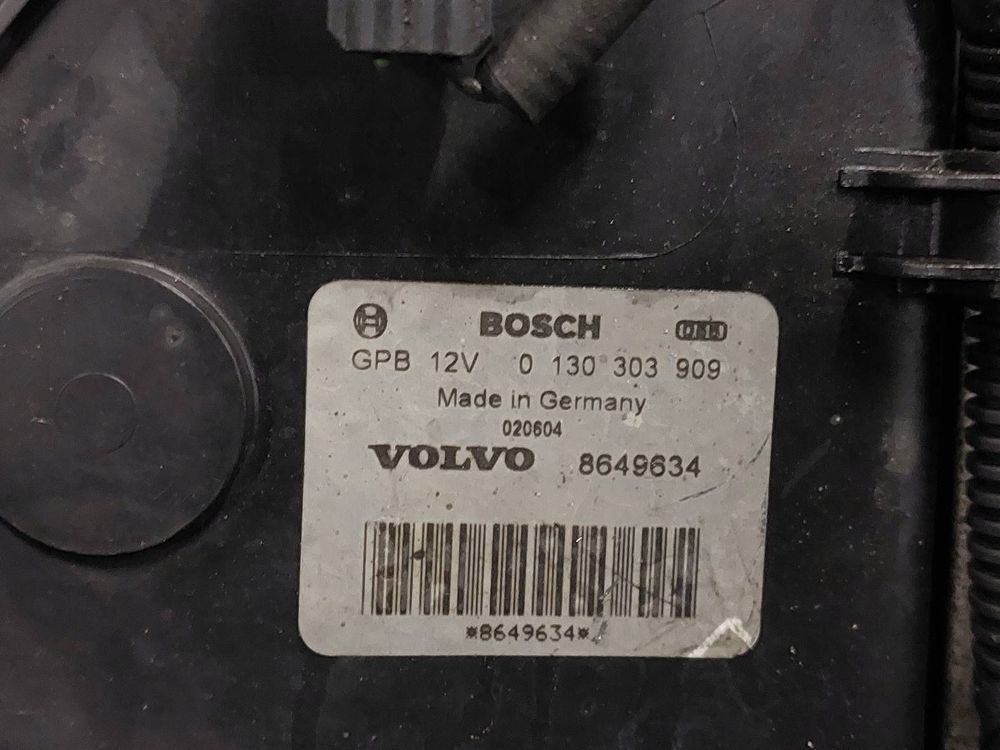 BOSCH
GPB 12V 0 130 303 909
Made in Germany
020604
VOLVO 8649634
*8649634*